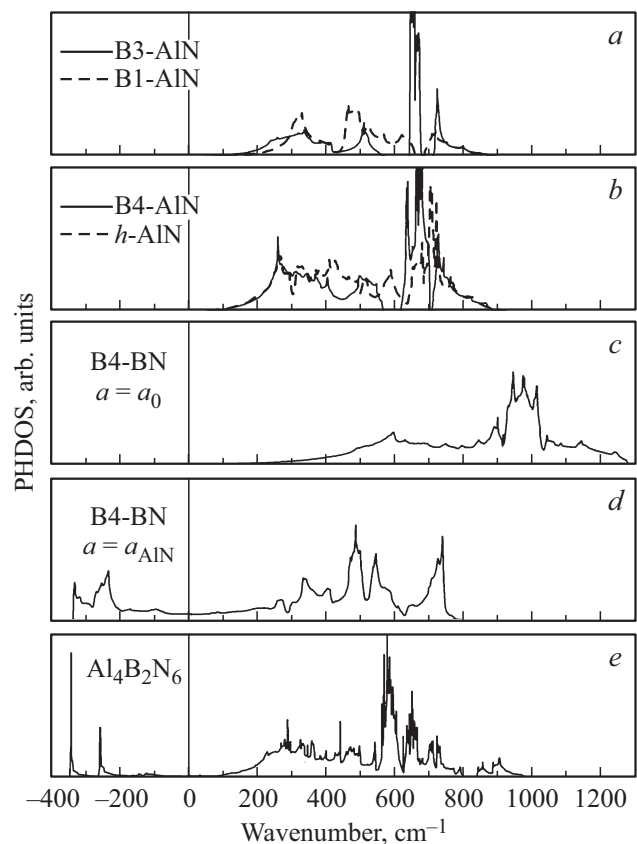 a
B3-AlN
B1-AlN
b
B4-AlN
h-AlN
c
B4-BN
a = a0
d
B4-BN
a = aAlN
e
Al4B2N6
PHDOS, arb. units
–400 –200 0 200 400 600 800 1000 1200
Wavenumber, cm–1